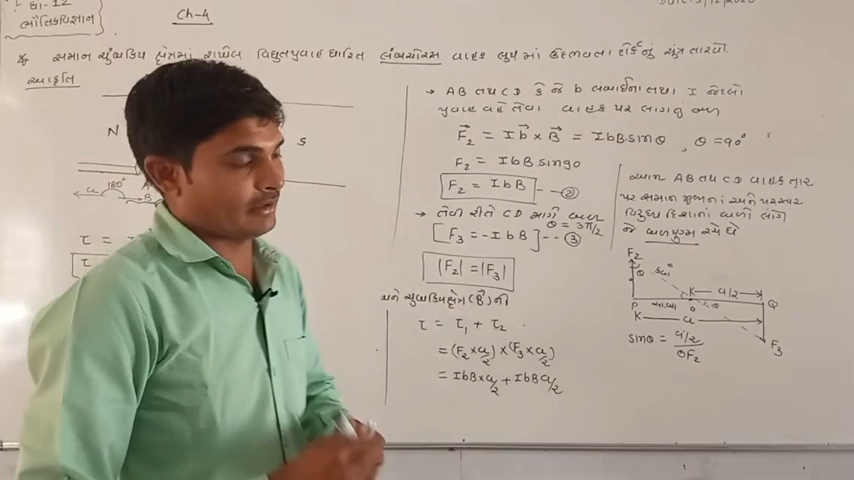 ધો-12
ભૌતિકવિજ્ઞાન
Ch-4
* સમાન ચુંબકિય ક્ષેત્રમાં રાખેલ વિદ્યુતપ્રવાહ ધારિત લંબચોરસ વાહક લુપ માં ઉદ્ભવતા ટોર્કનું સુત્ર તારવો.
આકૃતિ
N
S
180°
a
A
B
τ =
τ
→ AB તથા CD કે જે b લંબાઈના તથા I જેટલો
પ્રવાહ વહે તેવા વાહક પર લાગતું બળ
F₂ = Ib × B = IbB sinθ , θ = 90°
F₂ = IbB sin90
F₂ = IbB -- ②
→ તેવી રીતે CD માટે બળ
θ = 3π/2
[F₃ = -IbB] -- ③
|F₂| = |F₃|
અને ચુંબકિયક્ષેત્ર (B) ની
τ = τ₁ + τ₂
= (F₂ × a/2) × (F₃ × a/2)
= IbB × a/2 + IbB a/2
આમ AB તથા CD વાહક તાર
પર સમાન મુલ્યનાં અને પરસ્પર
વિરુદ્ધ દિશાનાં બળો લાગે
જે બળયુગ્મ રચે છે
F₂
θ
K ← a/2 →
P
θ
Q
K ← a →
F₃
sinθ = a/2 / OF₂